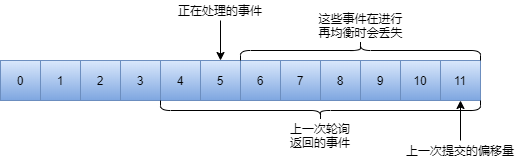 正在处理的事件
这些事件在进行
再均衡时会丢失
0 1 2 3 4 5 6 7 8 9 10 11
上一次轮询
返回的事件
上一次提交的偏移量